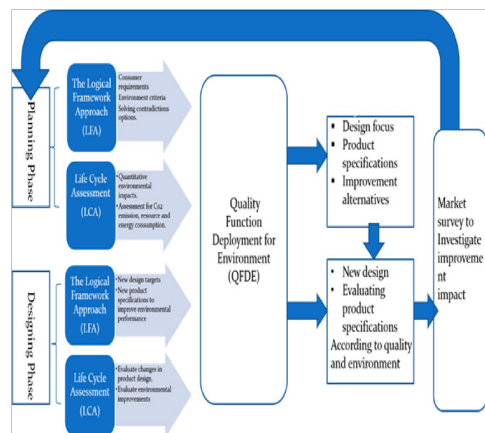 Planning Phase
The Logical
Framework
Approach
(LFA)
• Consumer
requirements
• Environment criteria
• Solving contradictions
options.
Life Cycle
Assessment
(LCA)
• Quantitative
environmental
impacts.
• Assessment for Co2
emission, resource and
energy consumption.
Designing Phase
The Logical
Framework
Approach
(LFA)
• New design targets
• New product
specifications to
improve environmental
performance
Life Cycle
Assessment
(LCA)
• Evaluate changes in
product design.
• Evaluate environmental
improvements
Quality
Function
Deployment for
Environment
(QFDE)
▪ Design focus
▪ Product
specifications
▪ Improvement
alternatives
• New design
• Evaluating
product
specifications
According to quality
and environment
Market
survey to
Investigate
improveme
nt
impact